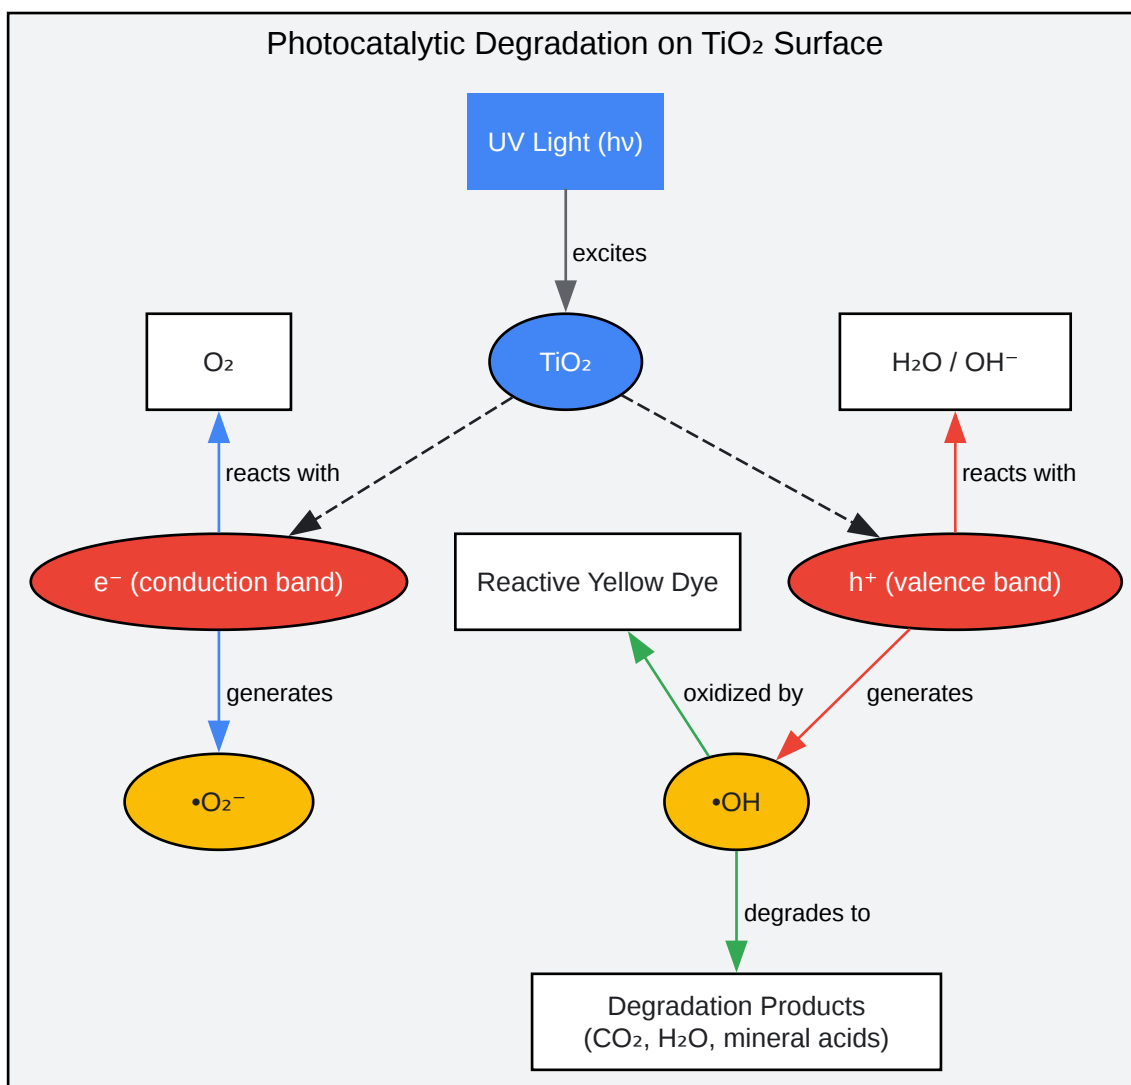 Photocatalytic Degradation on TiO₂ Surface
UV Light (hν)
excites
O₂
TiO₂
H₂O / OH⁻
reacts with
reacts with
e⁻ (conduction band)
Reactive Yellow Dye
h⁺ (valence band)
generates
oxidized by
generates
•O₂⁻
•OH
degrades to
Degradation Products
(CO₂, H₂O, mineral acids)